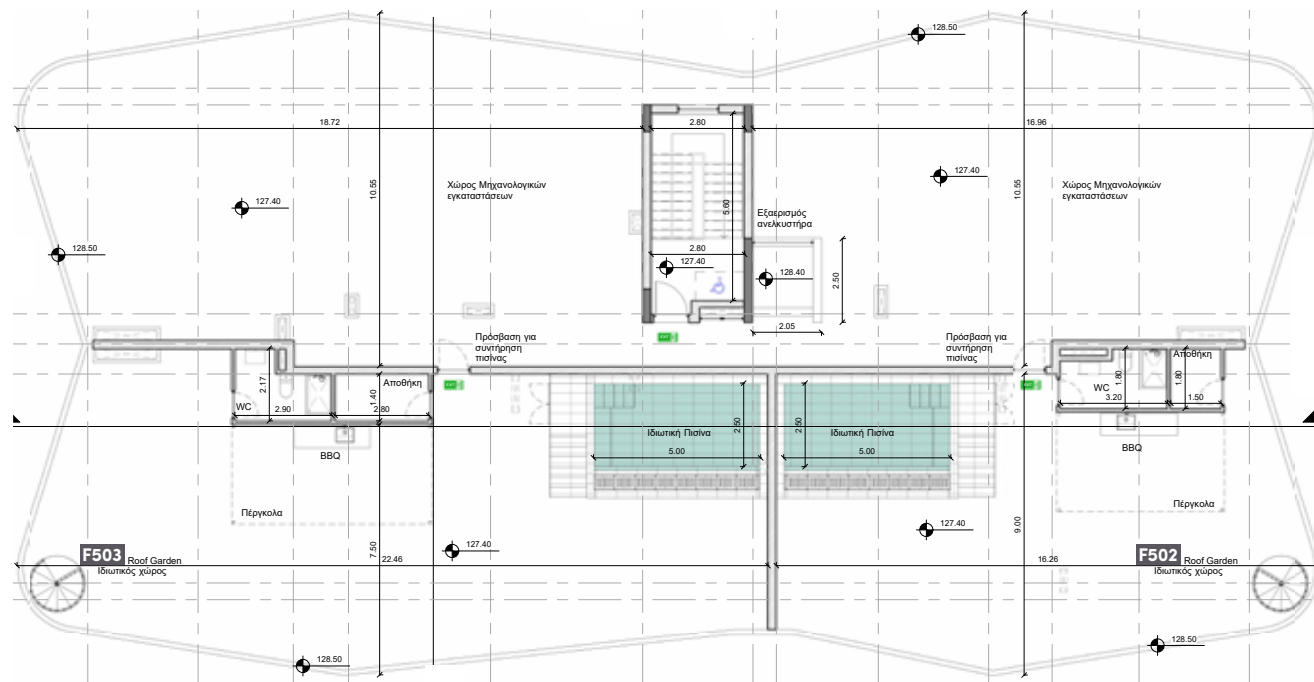 128.50
128.50
18.72
2.80
16.96
10.55
5.60
10.55
127.40
Χώρος Μηχανολογικών
εγκαταστάσεων
Χώρος Μηχανολογικών
εγκαταστάσεων
127.40
Εξαερισμός
ανελκυστήρα
128.50
2.80
127.40
128.40
2.50
2.05
Πρόσβαση για
συντήρηση
πισίνας
Πρόσβαση για
συντήρηση
πισίνας
EXIT
2.17
Αποθήκη
1.40
WC
2.90
2.80
EXIT
EXIT
Αποθήκη
1.80
1.80
WC
3.20
1.50
Ιδιωτική Πισίνα
2.50
5.00
2.50
Ιδιωτική Πισίνα
5.00
BBQ
BBQ
Πέργκολα
Πέργκολα
7.50
127.40
127.40
9.00
F503 Roof Garden
Ιδιωτικός χώρος
22.46
16.26
F502 Roof Garden
Ιδιωτικός χώρος
128.50
128.50